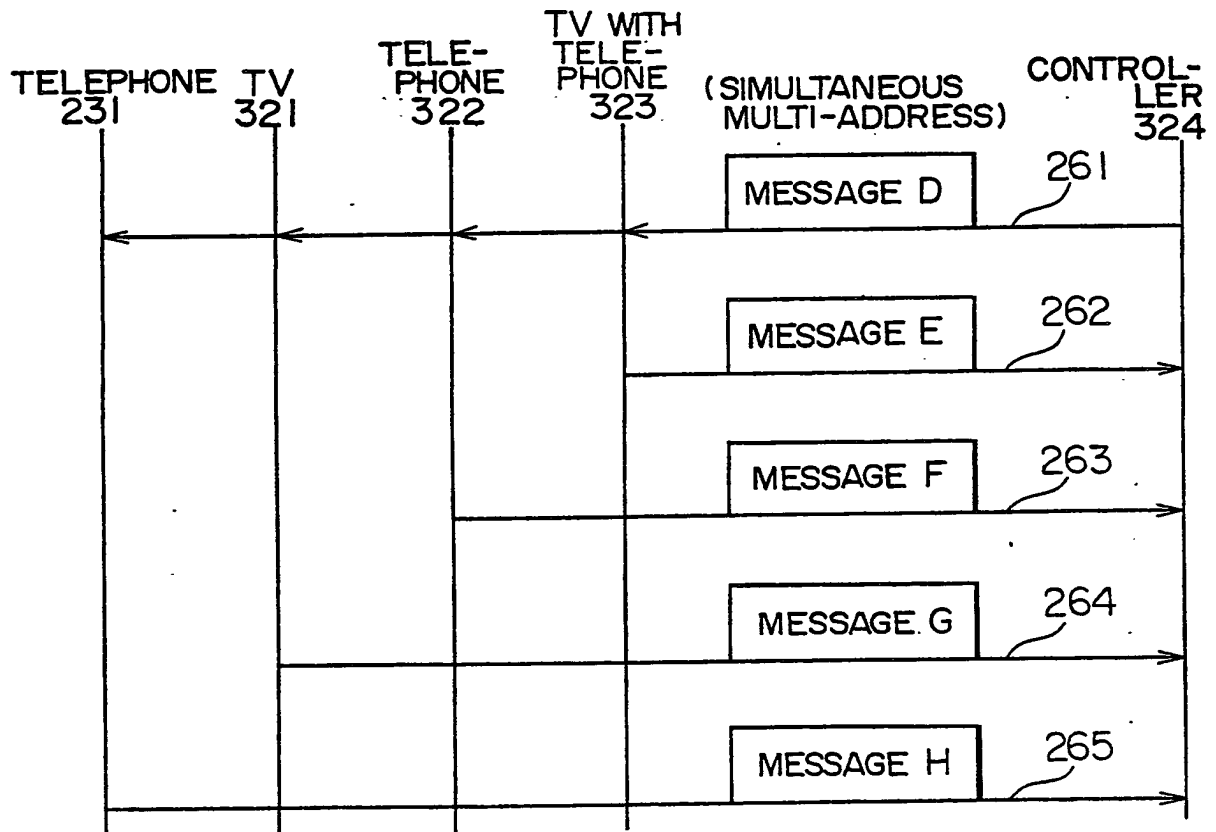 TELEPHONE
231
TV
321
TELE-
PHONE
322
TV WITH
TELE-
PHONE
323
(SIMULTANEOUS
MULTI-ADDRESS)
CONTROL-
LER
324
MESSAGE D
261
MESSAGE E
262
MESSAGE F
263
MESSAGE. G
264
MESSAGE H
265